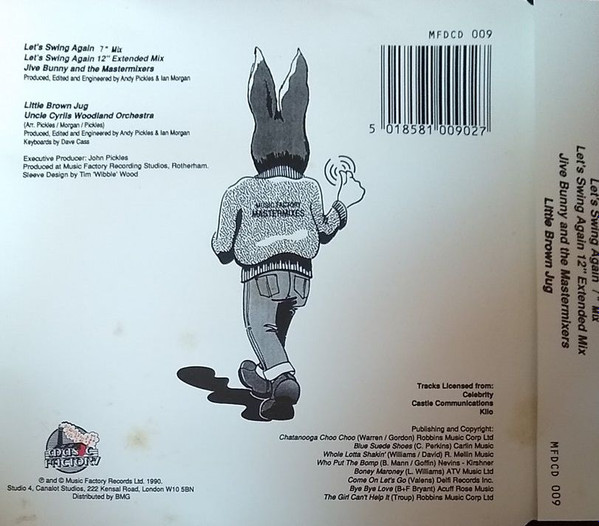 MFDCD 009
Let's Swing Again 7" Mix
Let's Swing Again 12" Extended Mix
Jive Bunny and the Mastermixers
Produced, Edited and Engineered by Andy Pickles & Ian Morgan
Little Brown Jug
Uncle Cyrils Woodland Orchestra
(Arr. Pickles / Morgan / Pickles)
Produced, Edited and Engineered by Andy Pickles & Ian Morgan
Keyboards by Dave Cass
Executive Producer: John Pickles
Produced at Music Factory Recording Studios, Rotherham.
Sleeve Design by Tim 'Wibble' Wood
5 018581 009027
MUSIC FACTORY
MASTERMIXES
Tracks Licensed from:
Celebrity
Castle Communications
Klio
Publishing and Copyright:
Chatanooga Choo Choo (Warren / Gordon) Robbins Music Corp Ltd
Blue Suede Shoes (C. Perkins) Carlin Music
Whole Lotta Shakin' (Williams / David) R. Mellin Music
Who Put The Bomp (B. Mann / Goffin) Nevins - Kirshner
Boney Maroney (L. Williams) ATV Music Ltd
Come On Let's Go (Valens) Delfi Records Inc.
Bye Bye Love (B+F Bryant) Acuff Rose Music
The Girl Can't Help It (Troup) Robbins Music Corp Ltd
MUSIC
FACTORY
℗ and © Music Factory Records Ltd. 1990.
Studio 4, Canalot Studios, 222 Kensal Road, London W10 5BN
Distributed by BMG
Let's Swing Again 7" Mix
Let's Swing Again 12" Extended Mix
Jive Bunny and the Mastermixers
Little Brown Jug
MFDCD 009